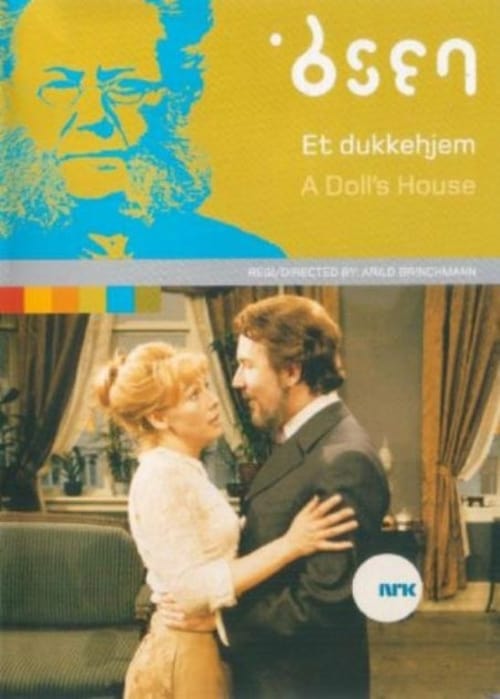 ibsen
Et dukkehjem
A Doll's House
REGI/DIRECTED BY: ARILD BRINCHMANN
NRK